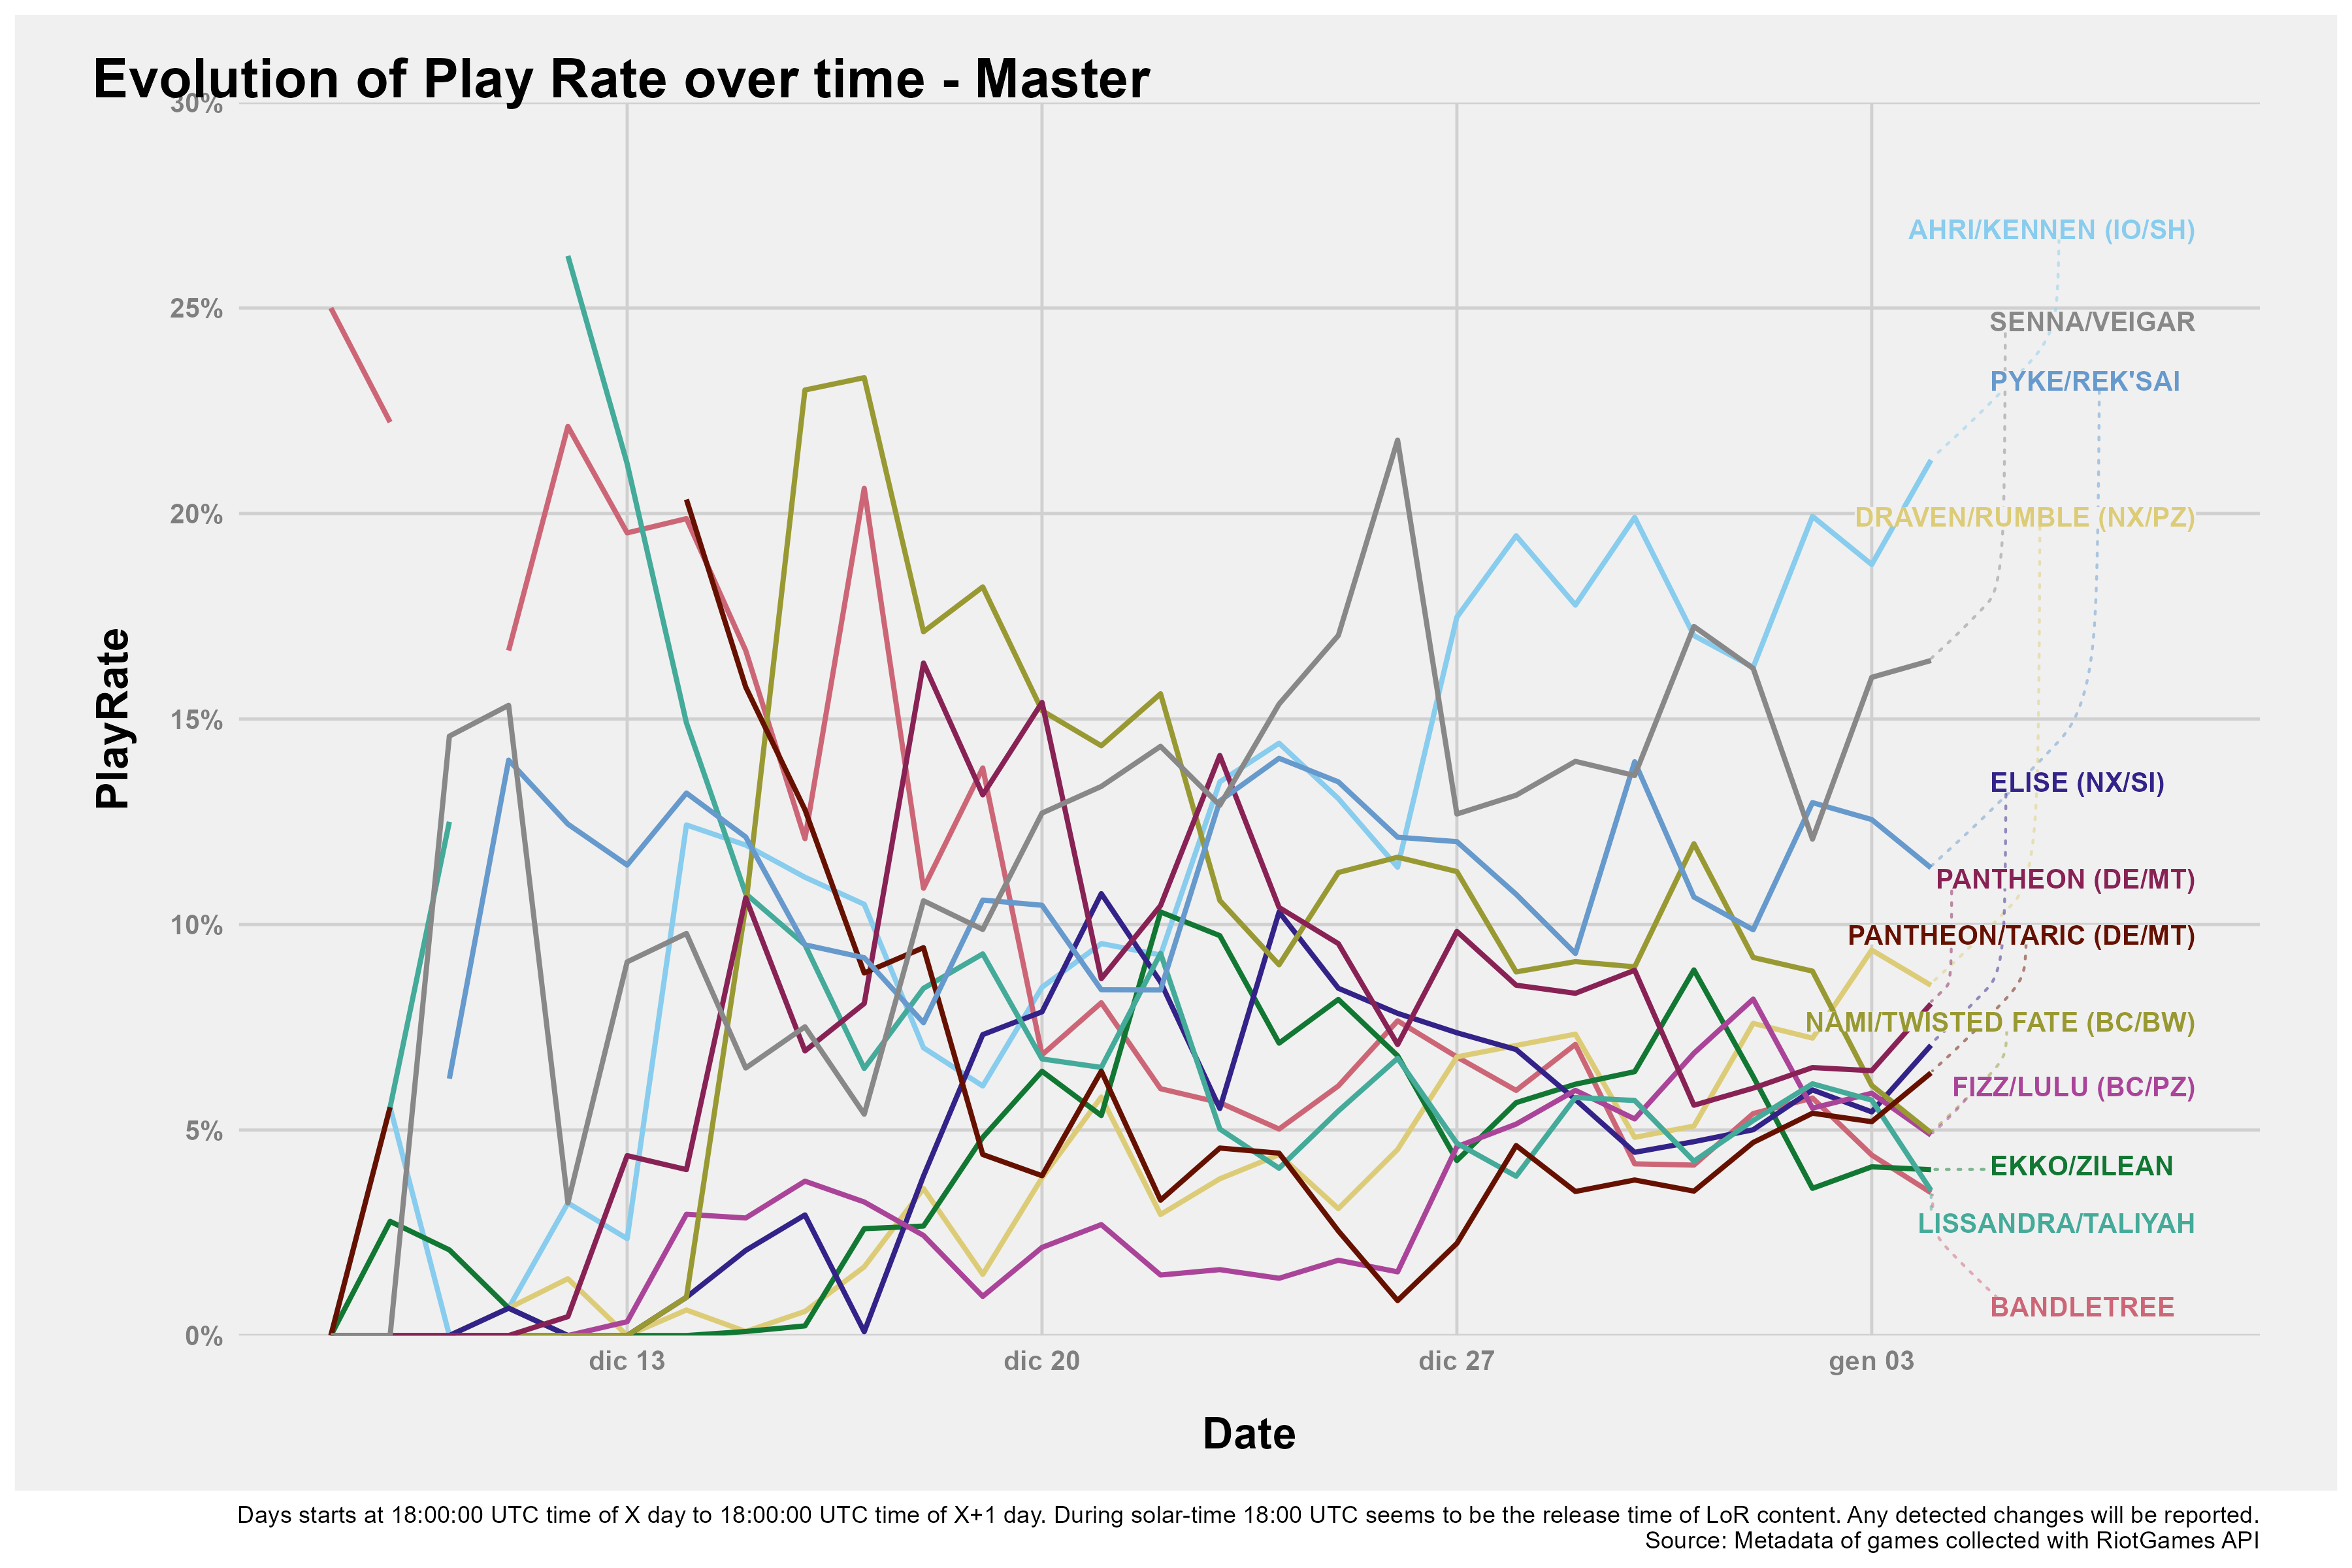 Evolution of Play Rate over time - Master
30%
AHRI/KENNEN (IO/SH)
25%
SENNA/VEIGAR
PYKE/REK'SAI
20%
DRAVEN/RUMBLE (NX/PZ)
PlayRate
15%
ELISE (NX/SI)
PANTHEON (DE/MT)
10%
PANTHEON/TARIC (DE/MT)
NAMI/TWISTED FATE (BC/BW)
FIZZ/LULU (BC/PZ)
5%
EKKO/ZILEAN
LISSANDRA/TALIYAH
BANDLETREE
0%
dic 13 dic 20 dic 27 gen 03
Date
Days starts at 18:00:00 UTC time of X day to 18:00:00 UTC time of X+1 day. During solar-time 18:00 UTC seems to be the release time of LoR content. Any detected changes will be reported.
Source: Metadata of games collected with RiotGames API